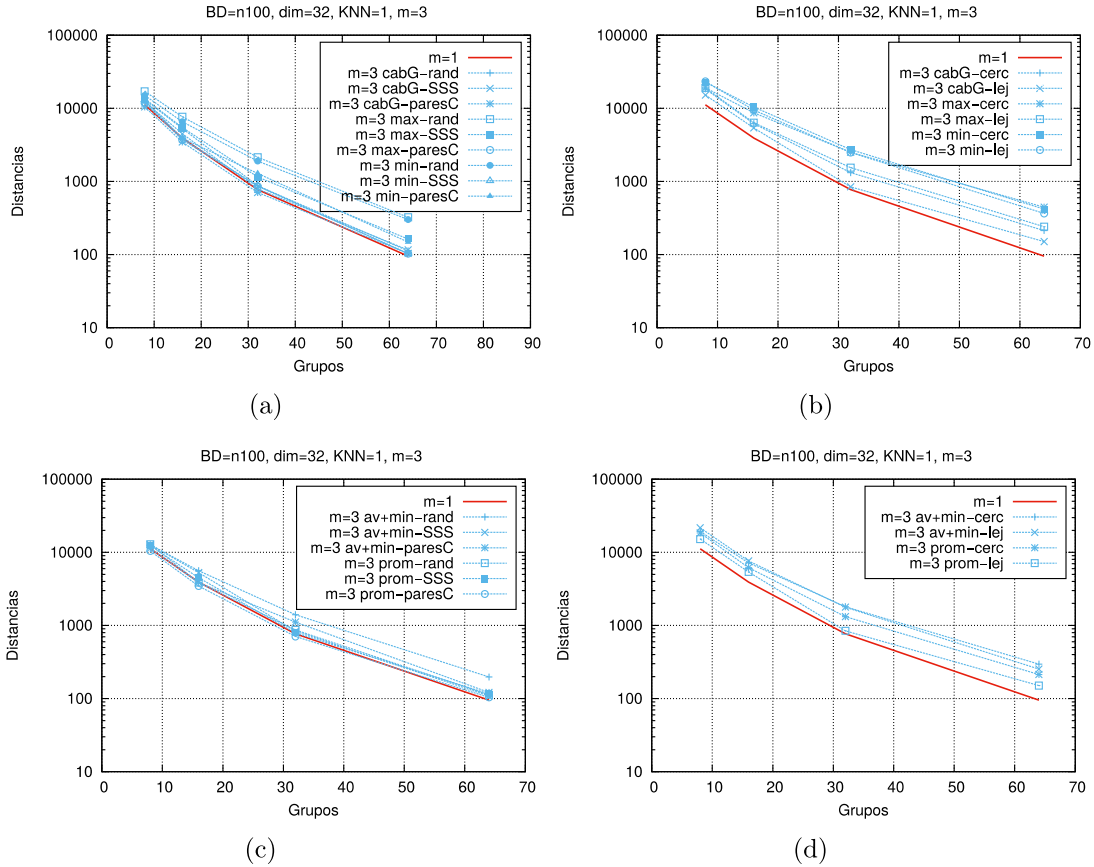 BD=n100, dim=32, KNN=1, m=3
100000
10000
1000
100
10
0 10 20 30 40 50 60 70 80 90
Distancias
Grupos
m=1
m=3 cabG-rand
m=3 cabG-SSS
m=3 cabG-paresC
m=3 max-rand
m=3 max-SSS
m=3 max-paresC
m=3 min-rand
m=3 min-SSS
m=3 min-paresC
(a)
BD=n100, dim=32, KNN=1, m=3
100000
10000
1000
100
10
0 10 20 30 40 50 60 70
Distancias
Grupos
m=1
m=3 cabG-cerc
m=3 cabG-lej
m=3 max-cerc
m=3 max-lej
m=3 min-cerc
m=3 min-lej
(b)
BD=n100, dim=32, KNN=1, m=3
100000
10000
1000
100
10
0 10 20 30 40 50 60 70
Distancias
Grupos
m=1
m=3 av+min-rand
m=3 av+min-SSS
m=3 av+min-paresC
m=3 prom-rand
m=3 prom-SSS
m=3 prom-paresC
(c)
BD=n100, dim=32, KNN=1, m=3
100000
10000
1000
100
10
0 10 20 30 40 50 60 70
Distancias
Grupos
m=1
m=3 av+min-cerc
m=3 av+min-lej
m=3 prom-cerc
m=3 prom-lej
(d)